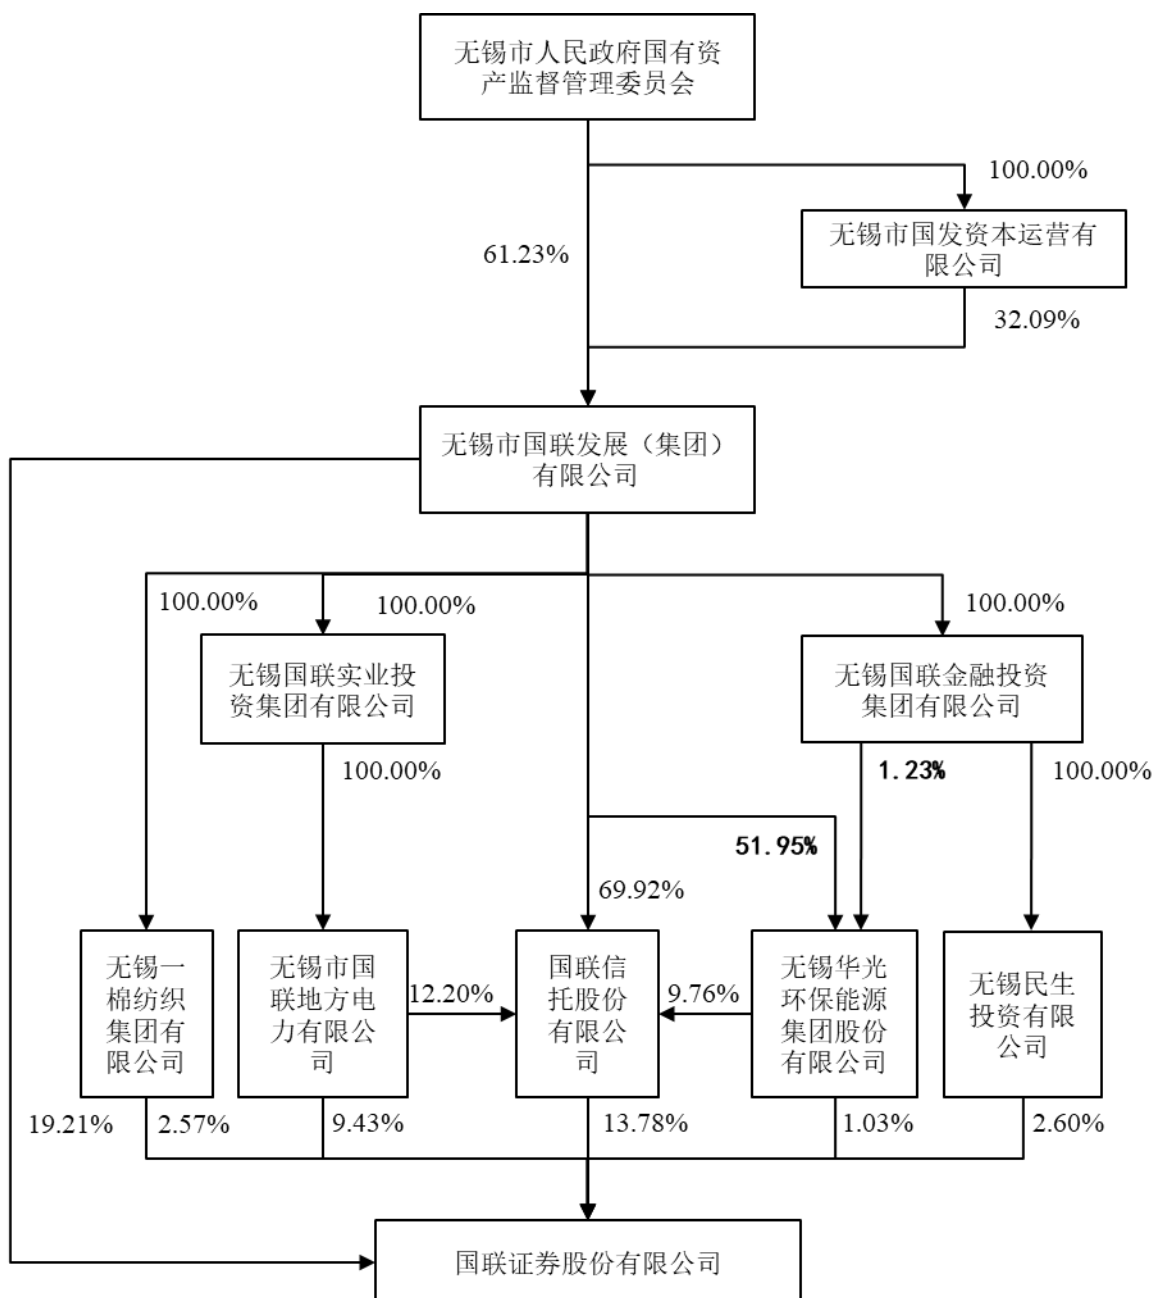 无锡市人民政府国有资
产监督管理委员会
100.00%
无锡市国发资本运营有
限公司
61.23%
32.09%
无锡市国联发展（集团）
有限公司
100.00%
100.00%
100.00%
无锡国联实业投
资集团有限公司
无锡国联金融投资
集团有限公司
100.00%
1.23%
100.00%
51.95%
69.92%
无锡一
棉纺织
集团有
限公司
无锡市国
联地方电
力有限公
司
12.20%
国联信
托股份
有限公
司
9.76%
无锡华光
环保能源
集团股份
有限公司
无锡民生
投资有限
公司
19.21%
2.57%
9.43%
13.78%
1.03%
2.60%
国联证券股份有限公司